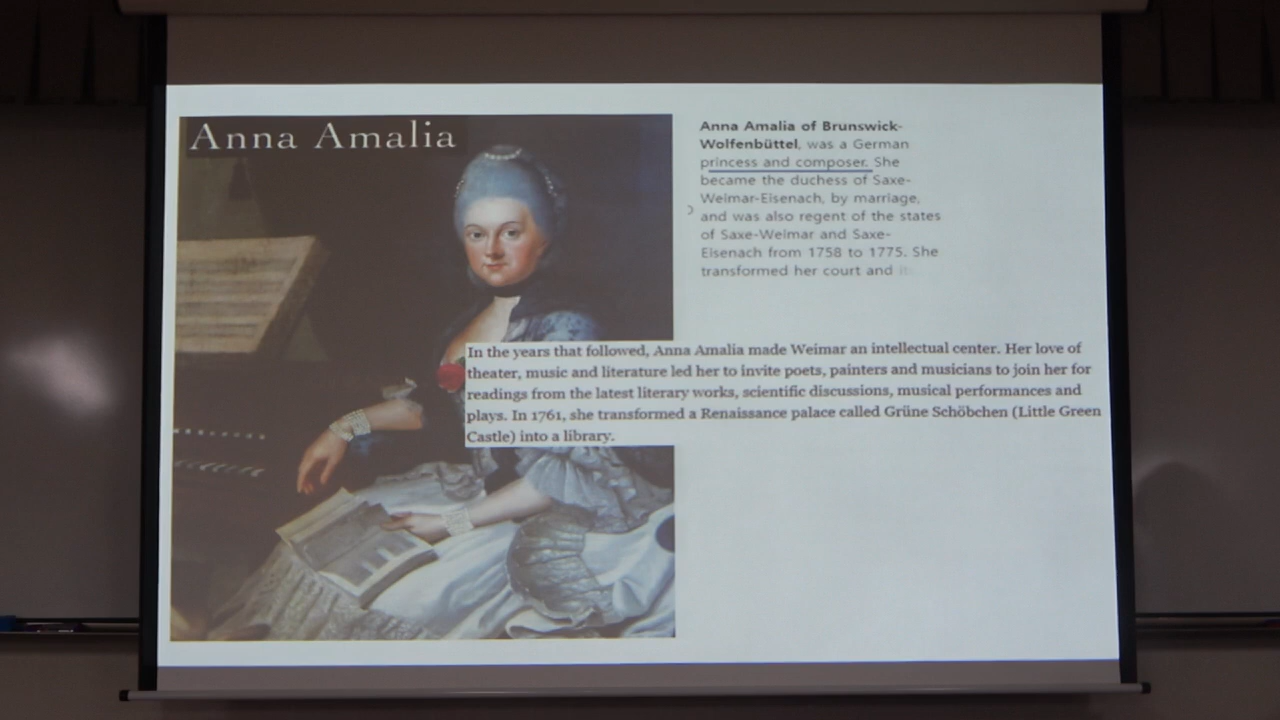 Anna Amalia
Anna Amalia of Brunswick-
Wolfenbüttel, was a German
princess and composer. She
became the duchess of Saxe-
Weimar-Eisenach, by marriage,
and was also regent of the states
of Saxe-Weimar and Saxe-
Eisenach from 1758 to 1775. She
transformed her court and
In the years that followed, Anna Amalia made Weimar an intellectual center. Her love of
theater, music and literature led her to invite poets, painters and musicians to join her for
readings from the latest literary works, scientific discussions, musical performances and
plays. In 1761, she transformed a Renaissance palace called Grüne Schöbchen (Little Green
Castle) into a library.